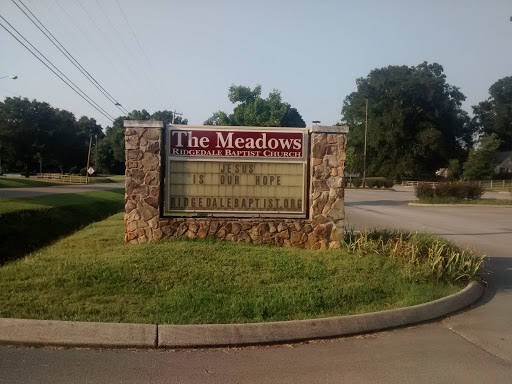 The Meadows
Ridgedale Baptist Church
JESUS
IS OUR HOPE
RIDGEDALEBAPTIST.ORG